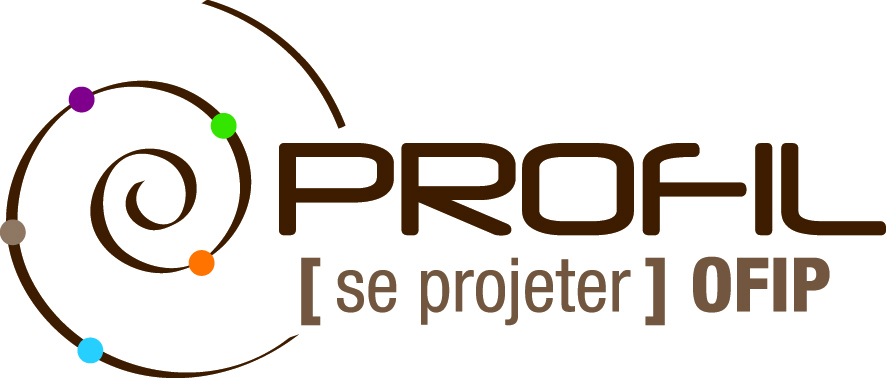 PROFIL
[ se projeter ] OFIP